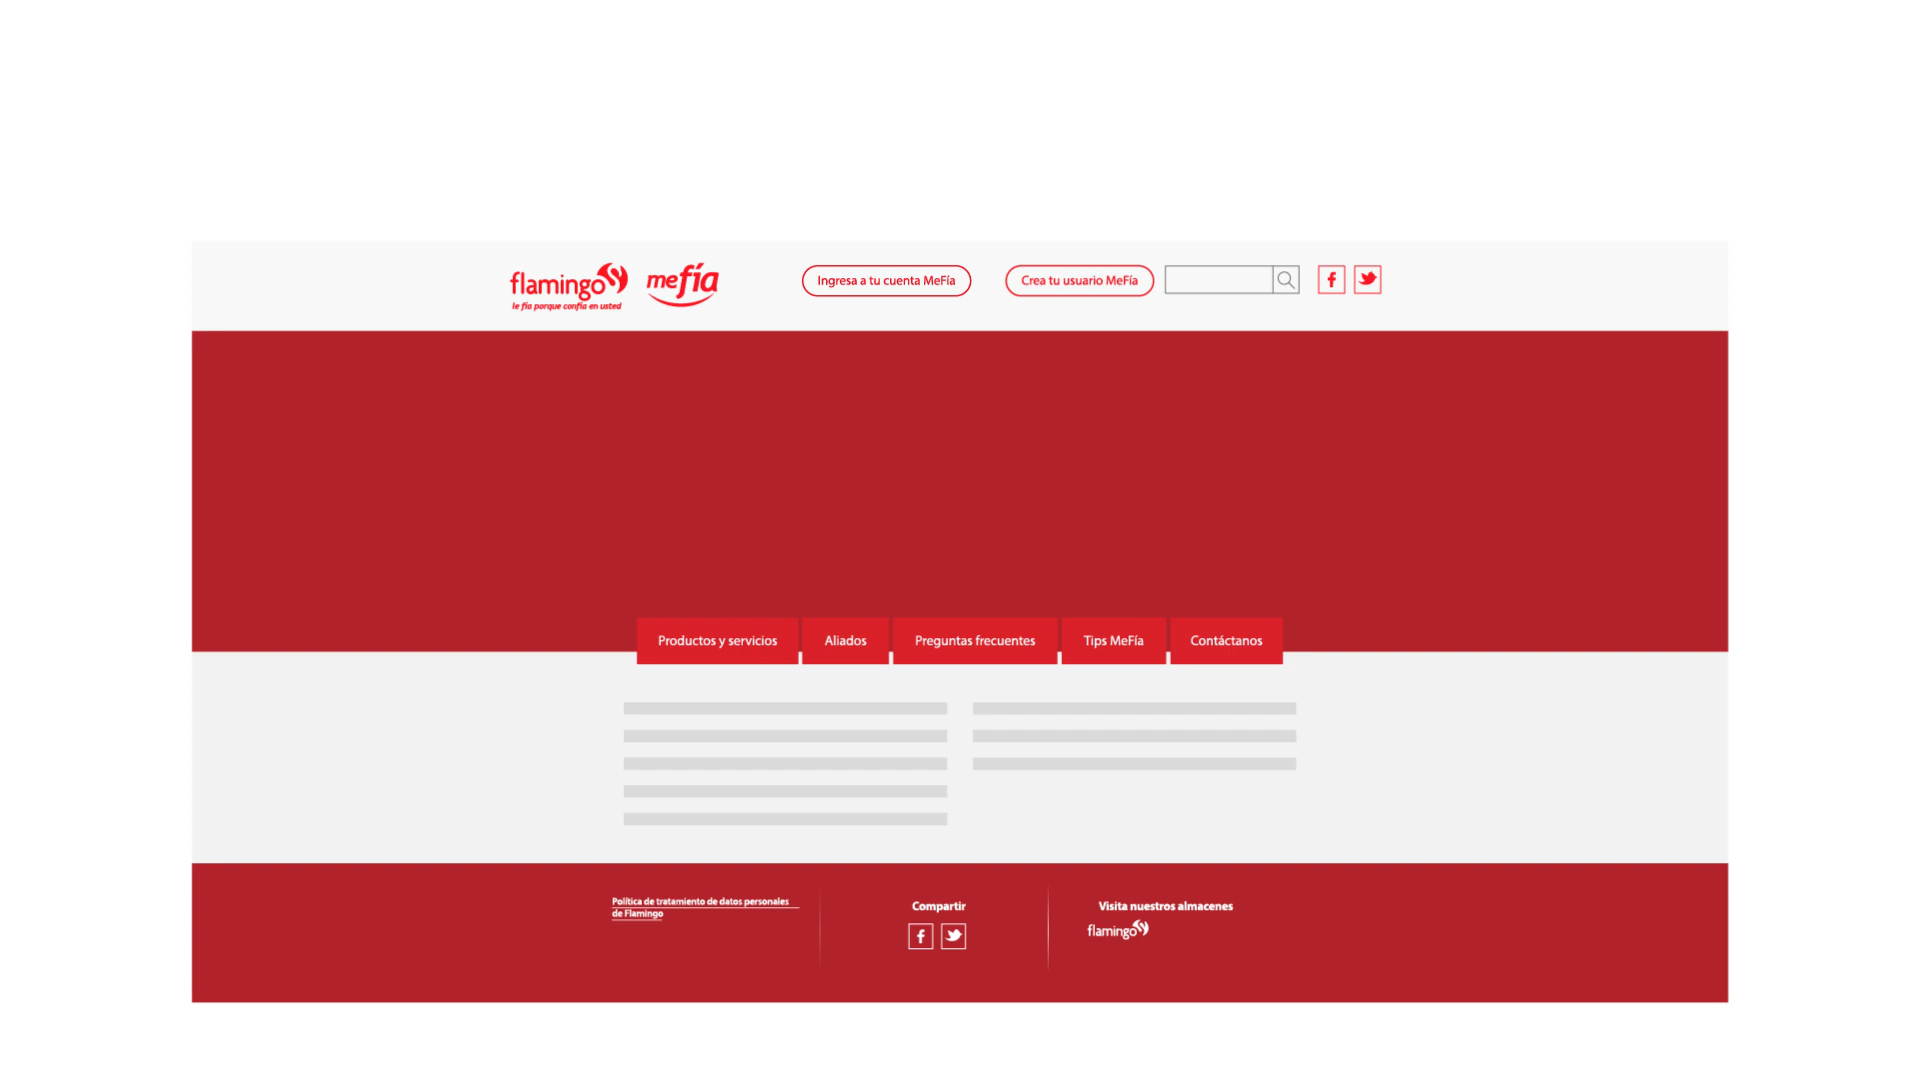 flamingo
le fía porque confía en usted
mefía
Ingresa a tu cuenta MeFía
Crea tu usuario MeFía
Productos y servicios
Aliados
Preguntas frecuentes
Tips MeFía
Contáctanos
Política de tratamiento de datos personales
de Flamingo
Compartir
Visita nuestros almacenes
flamingo